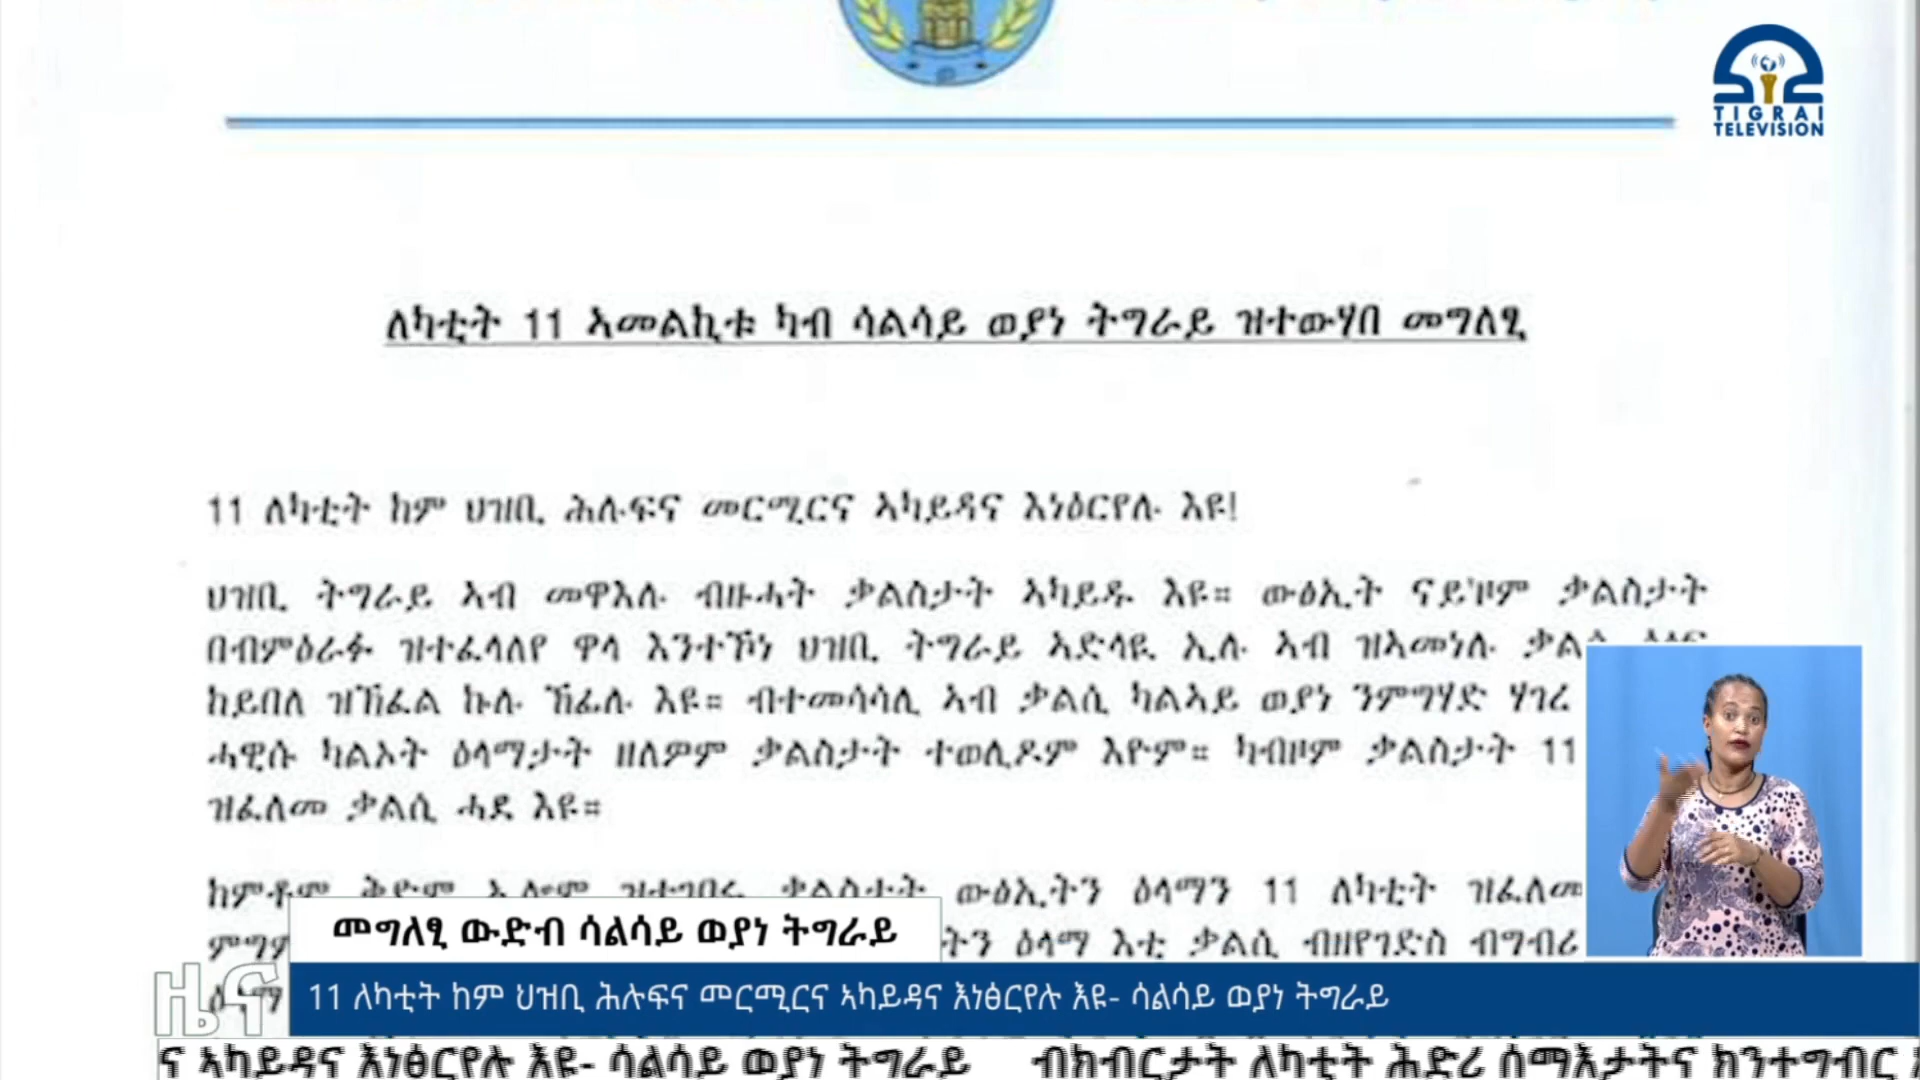 TIGRAI
TELEVISION
ለካቲት 11 ኣመልኪቱ ካብ ሳልሳይ ወያነ ትግራይ ዝተውሃበ መግለፂ
11 ለካቲት ከም ህዝቢ ሕሉፍና መርሚርና ኣካይዳና እነዕርየሉ እዩ!
ህዝቢ ትግራይ ኣብ መዋእሉ ብዙሓት ቃልስታት ኣካይዱ እዩ። ውፅኢት ናይ'ዞም ቃልስታት
በብምዕራፉ ዝተፈላለየ ዋላ እንተኾነ ህዝቢ ትግራይ ኣድላዪ ኢሉ ኣብ ዝኣመነሉ
ከይበለ ዝኸፈል ኩሉ ኸፊሉ እዩ። ብተመሳሳሊ ኣብ ቃልሲ ካልኣይ ወያነ ንምግሃድ ሃገረ
ሓዊሱ ካልኦት ዕላማታት ዘለዎም ቃልስታት ተወሊዶም እዮም። ካብዞም ቃልስታት 11
ዝፈለመ ቃልሲ ሓደ እዩ።
ውፅኢትን ዕላማን 11 ለካቲት ዝፈለመ
ዕላማ እቲ ቃልሲ ብዘየገድስ ብግብሪ
መግለፂ ውድብ ሳልሳይ ወያነ ትግራይ
ዜና
11 ለካቲት ከም ህዝቢ ሕሉፍና መርሚርና ኣካይዳና እነፅርየሉ እዩ- ሳልሳይ ወያነ ትግራይ
ና ኣካይዳና እነፅርየሉ እዩ- ሳልሳይ ወያነ ትግራይ ብክብርታት ለካቲት ሕድሪ ሰማእታትና ክንተግብር